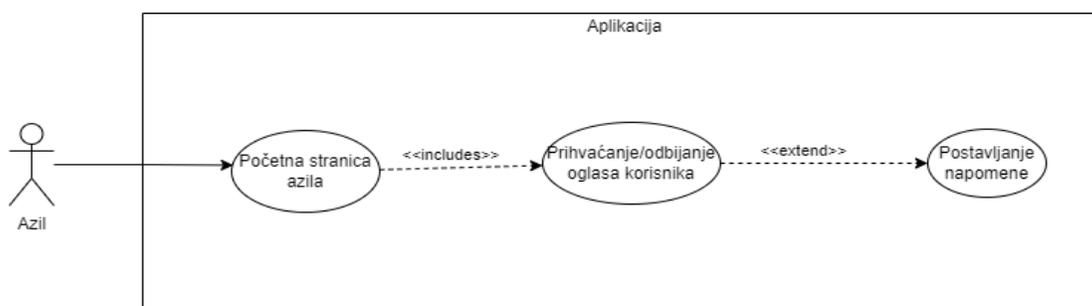 Aplikacija
Azil
Početna stranica
azila
<<includes>>
Prihvaćanje/odbijanje
oglasa korisnika
<<extend>>
Postavljanje
napomene